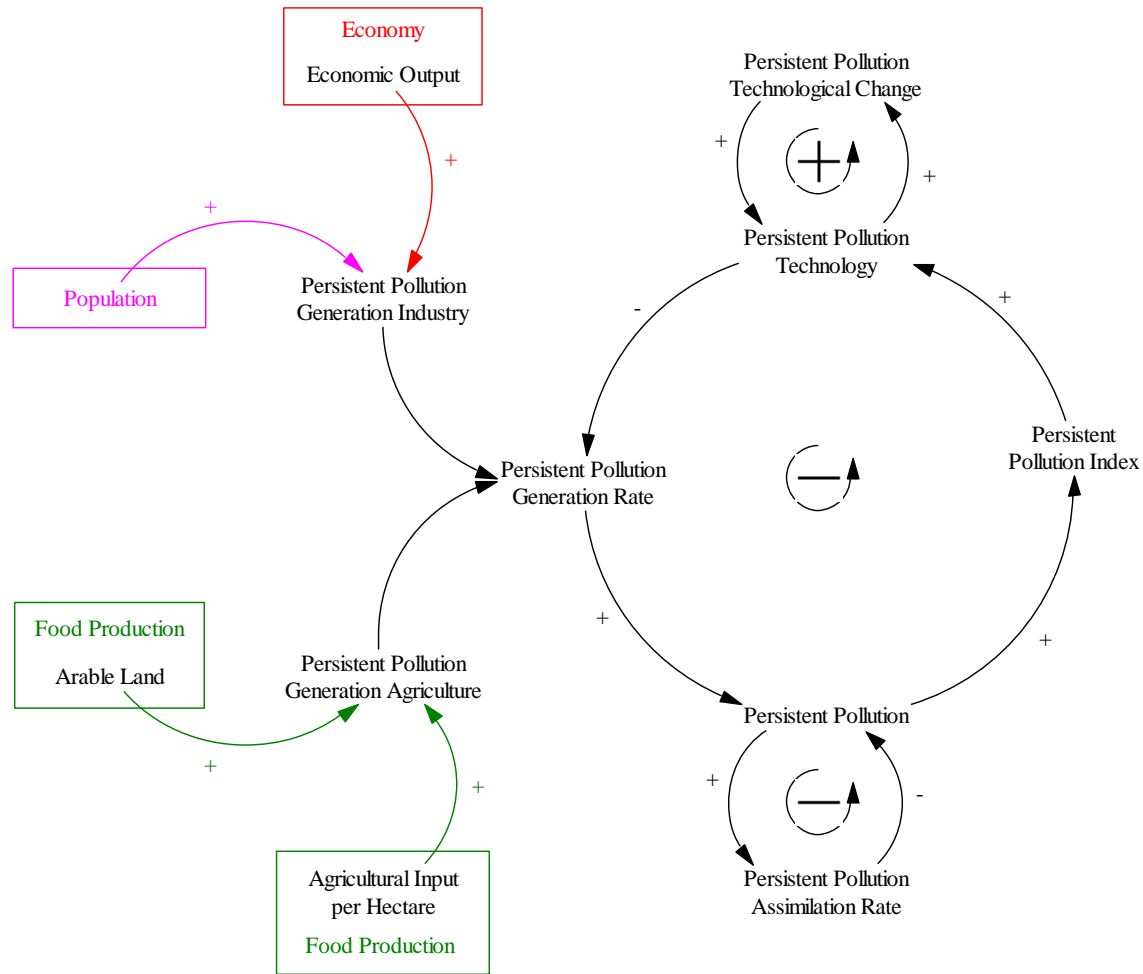 Economy
Economic Output
+
Persistent Pollution
Technological Change
+
+
Population
+
Persistent Pollution
Generation Industry
Persistent Pollution
Technology
-
+
Persistent Pollution
Generation Rate
Persistent
Pollution Index
+
+
Food Production
Arable Land
+
Persistent Pollution
Generation Agriculture
+
Agricultural Input
per Hectare
Food Production
Persistent Pollution
+
-
Persistent Pollution
Assimilation Rate